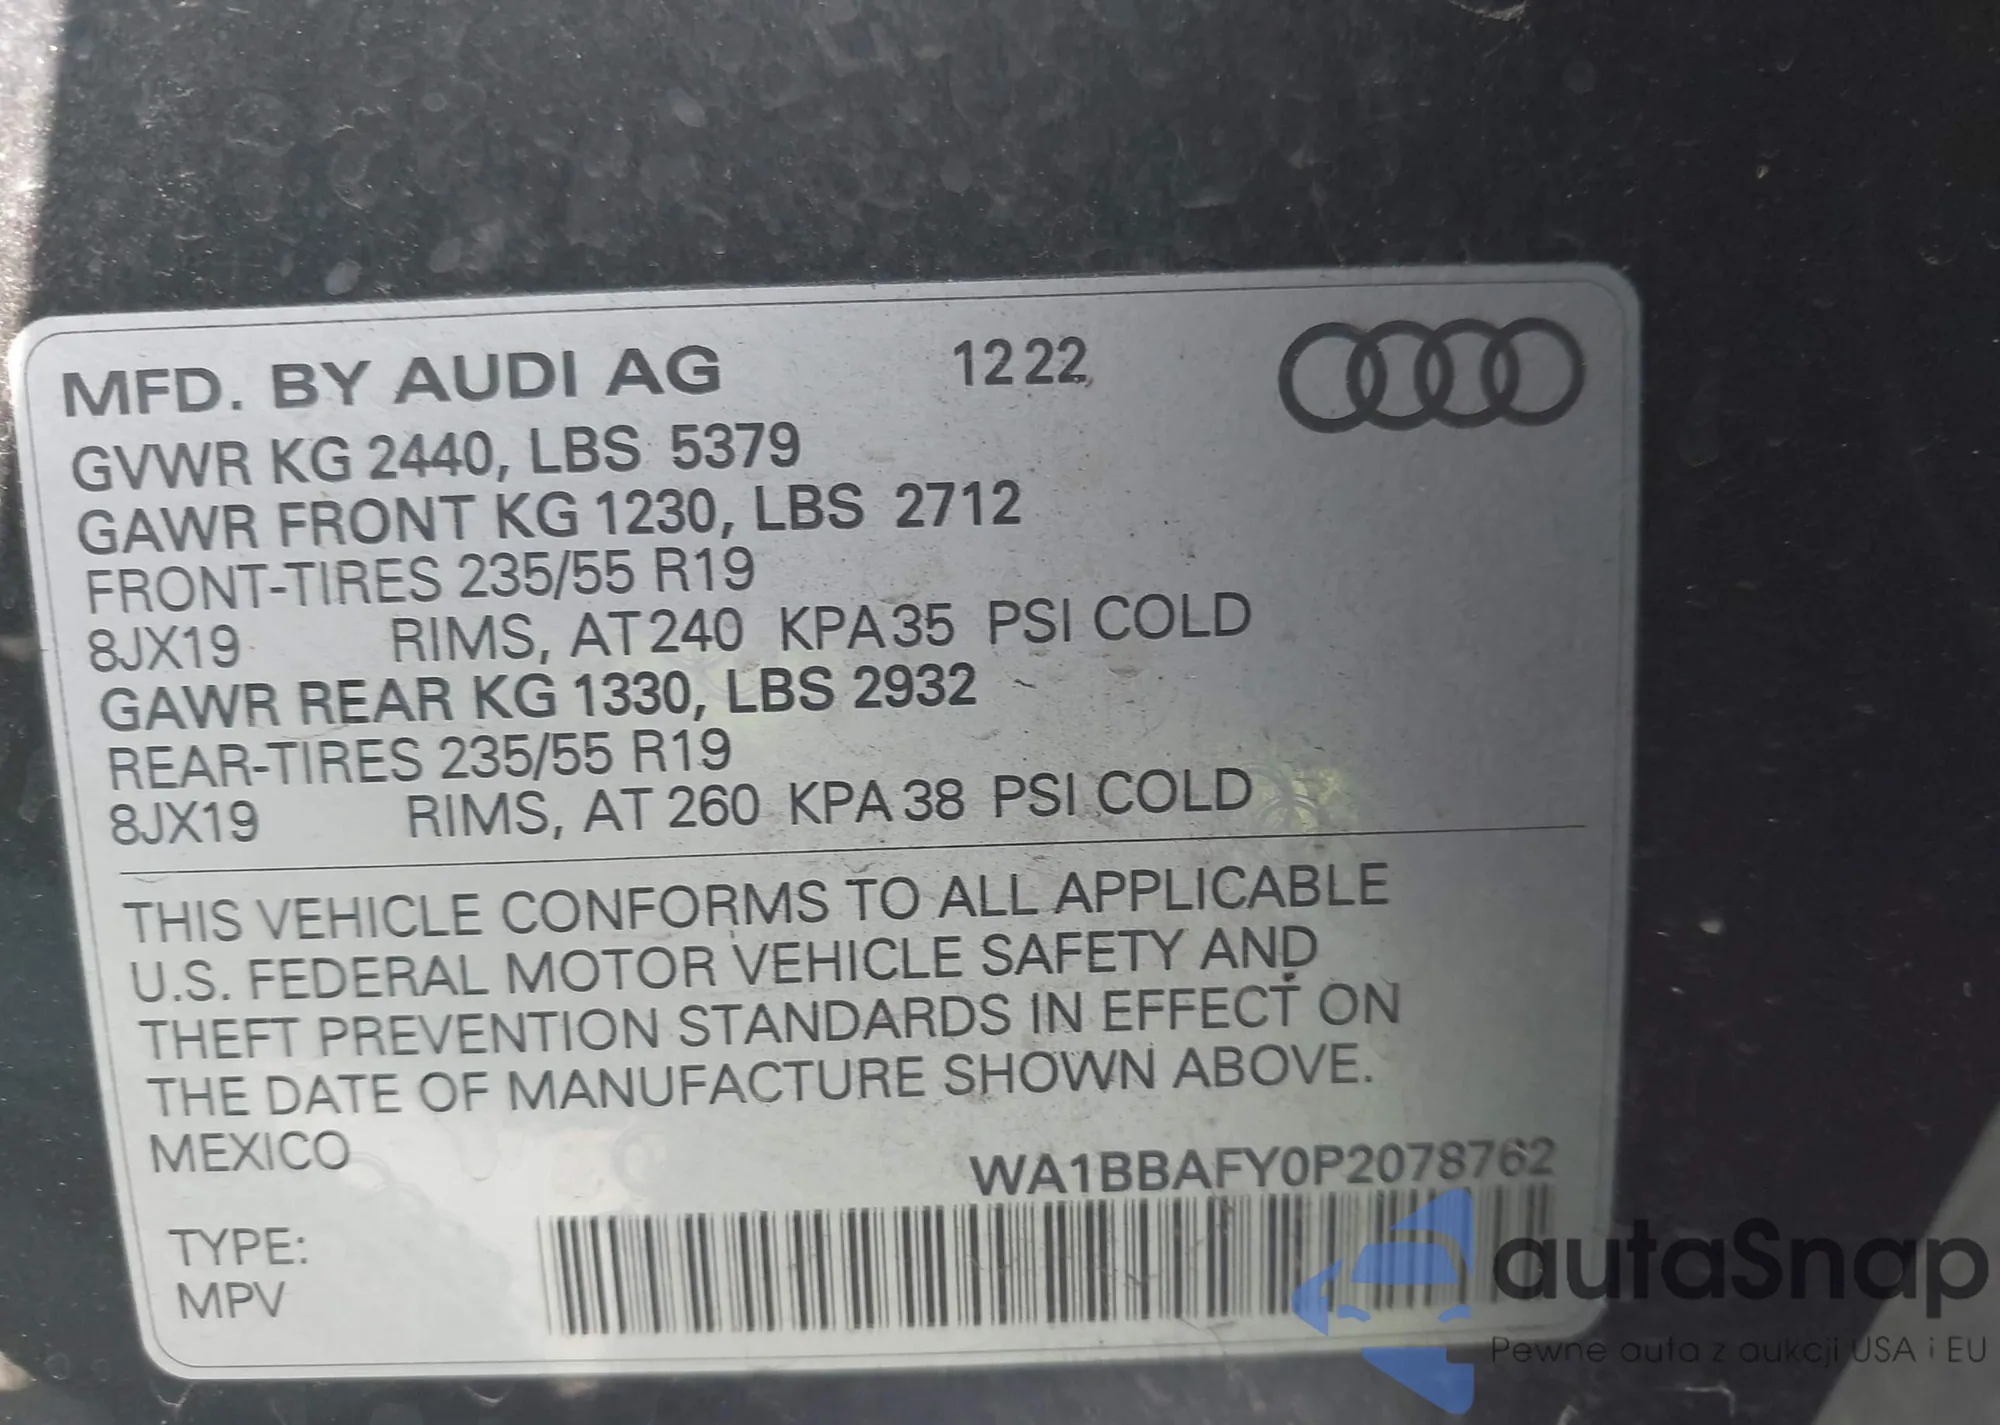 MFD. BY AUDI AG 1222
GVWR KG 2440, LBS 5379
GAWR FRONT KG 1230, LBS 2712
FRONT-TIRES 235/55 R19
8JX19 RIMS, AT 240 KPA 35 PSI COLD
GAWR REAR KG 1330, LBS 2932
REAR-TIRES 235/55 R19
8JX19 RIMS, AT 260 KPA 38 PSI COLD
THIS VEHICLE CONFORMS TO ALL APPLICABLE
U.S. FEDERAL MOTOR VEHICLE SAFETY AND
THEFT PREVENTION STANDARDS IN EFFECT ON
THE DATE OF MANUFACTURE SHOWN ABOVE.
MEXICO
WA1BBAFY0P2078762
TYPE:
MPV
autaSnap
Pewne auta z aukcji USA i EU